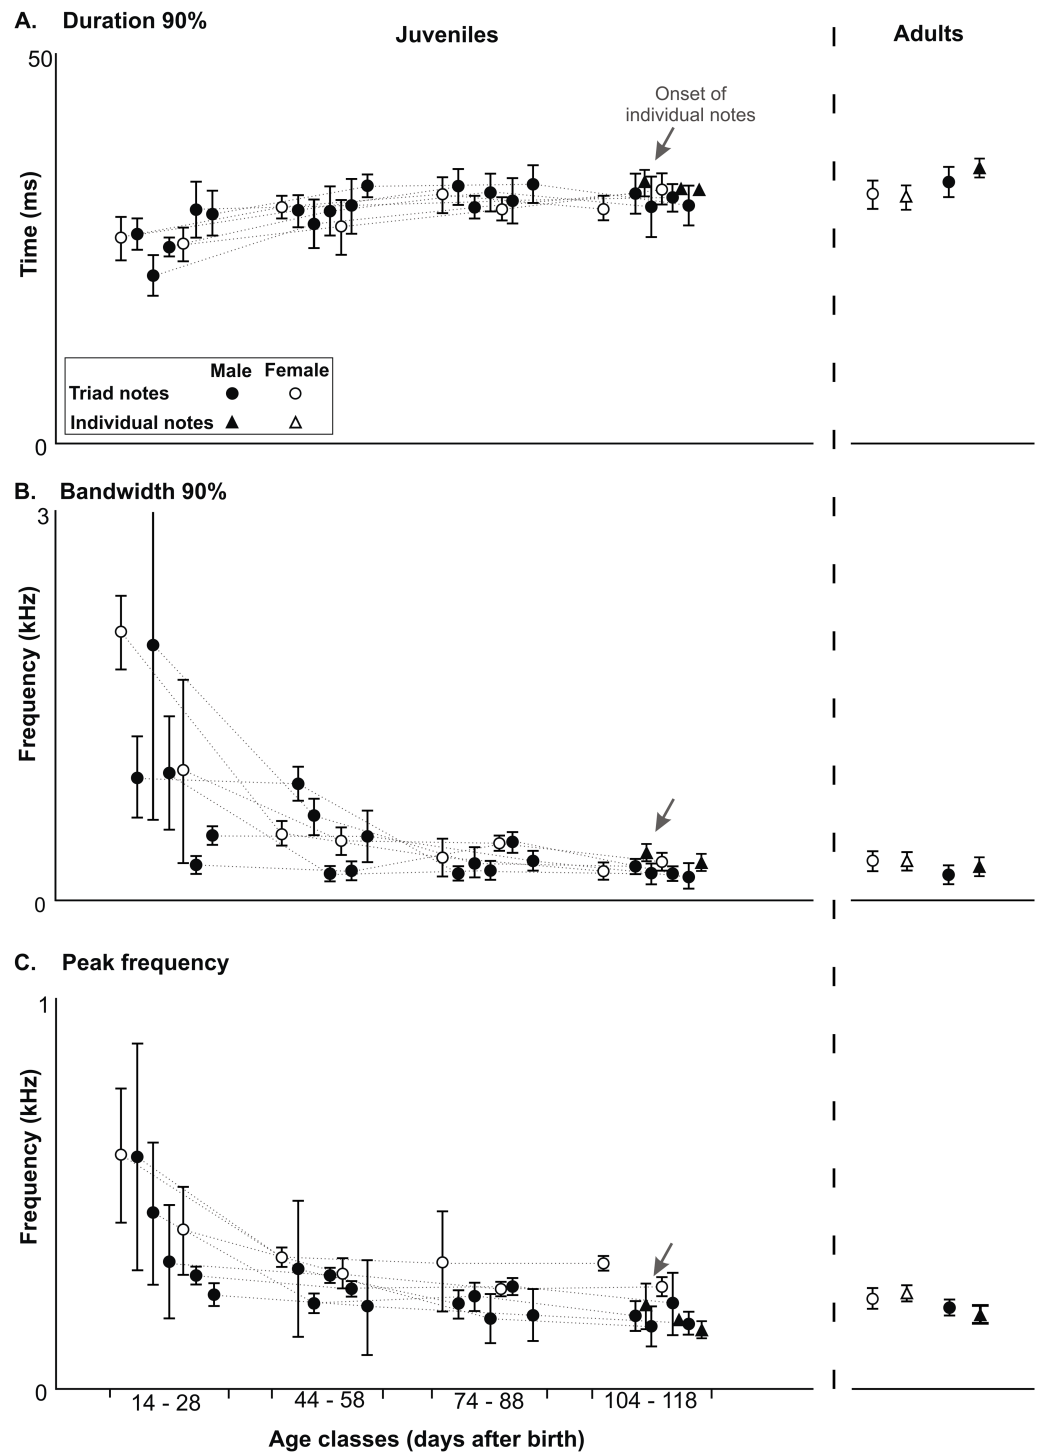 A. Duration 90%
Juveniles
Adults
50
Onset of
individual notes
Time (ms)
Male Female
Triad notes
Individual notes
0
B. Bandwidth 90%
3
Frequency (kHz)
0
C. Peak frequency
1
Frequency (kHz)
0
14 - 28 44 - 58 74 - 88 104 - 118
Age classes (days after birth)